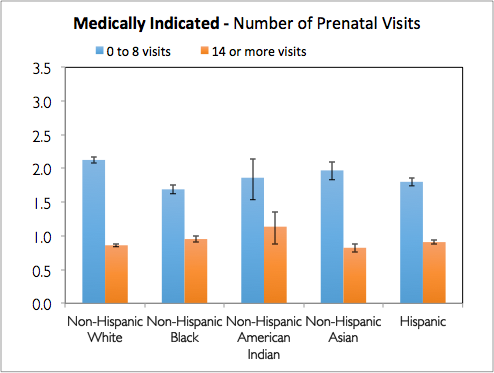 Medically Indicated - Number of Prenatal Visits
0 to 8 visits 14 or more visits
3.5
3.0
2.5
2.0
1.5
1.0
0.5
0.0
Non-Hispanic White
Non-Hispanic Black
Non-Hispanic American Indian
Non-Hispanic Asian
Hispanic